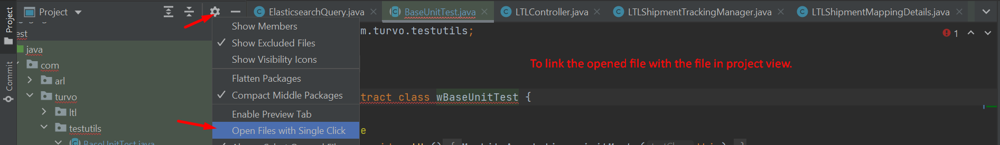 Project
ElasticsearchQuery.java
BaseUnitTest.java
LTLController.java
LTLShipmentTrackingManager.java
LTLShipmentMappingDetails.java
Project
Commit
est
java
com
arl
turvo
ltl
testutils
BaseUnitTest.java
Show Members
Show Excluded Files
Show Visibility Icons
Flatten Packages
Compact Middle Packages
Enable Preview Tab
Open Files with Single Click
m.turvo.testutils;
1
To link the opened file with the file in project view.
tract class wBaseUnitTest {
e